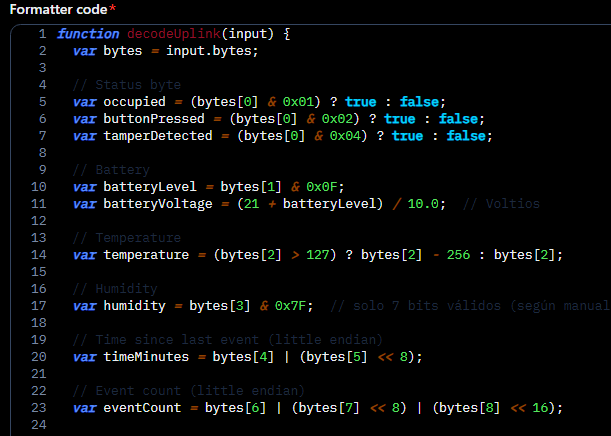 Formatter code*
1 function decodeUplink(input) {
2 var bytes = input.bytes;
3
4 // Status byte
5 var occupied = (bytes[0] & 0x01) ? true : false;
6 var buttonPressed = (bytes[0] & 0x02) ? true : false;
7 var tamperDetected = (bytes[0] & 0x04) ? true : false;
8
9 // Battery
10 var batteryLevel = bytes[1] & 0x0F;
11 var batteryVoltage = (21 + batteryLevel) / 10.0; // Voltios
12
13 // Temperature
14 var temperature = (bytes[2] > 127) ? bytes[2] - 256 : bytes[2];
15
16 // Humidity
17 var humidity = bytes[3] & 0x7F; // solo 7 bits válidos (según manual
18
19 // Time since last event (little endian)
20 var timeMinutes = bytes[4] | (bytes[5] << 8);
21
22 // Event count (little endian)
23 var eventCount = bytes[6] | (bytes[7] << 8) | (bytes[8] << 16);
24